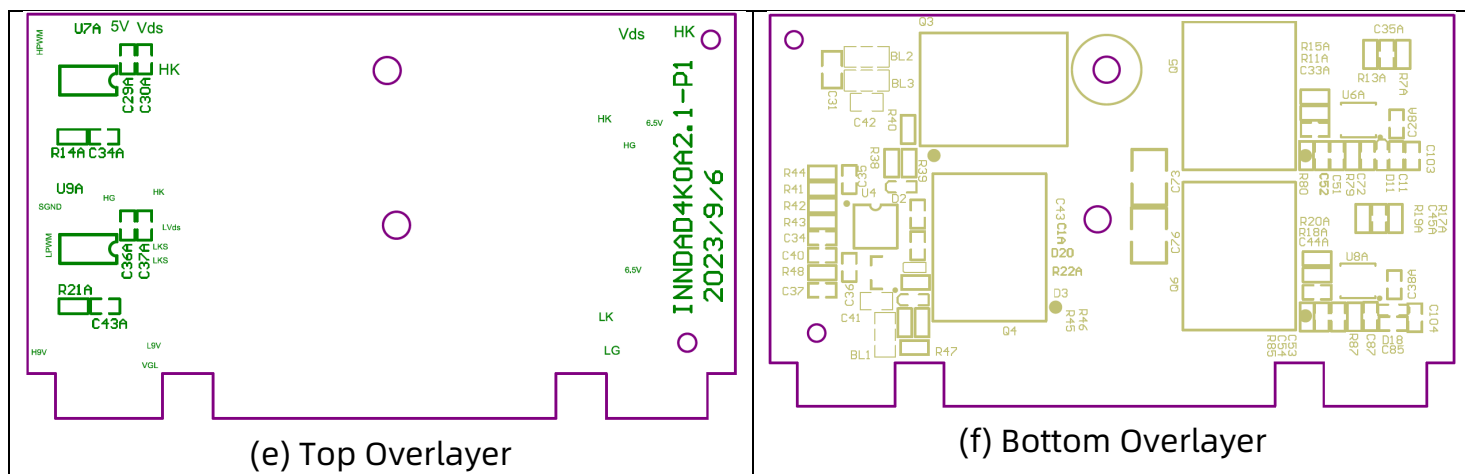 U7A 5V Vds
HPWM
HK
C29A
C30A
R14A C34A
U9A
HK
HG
SGND
LVds
LPWM
LKS
LKS
C36A
C37A
R21A
C43A
H9V
L9V
VGL
Vds HK
HK
6.5V
HG
6.5V
LK
LG
INNDAD4K0A2.1-P1
2023/9/6
(e) Top Overlayer
Q3
BL2
BL3
C31
C42
R40
R38
R39
R44
R41
R42
R43
C34
C40
R48
C37
C35
U4
D2
C36
C41
BL1
R47
Q4
C43
C1A
D20
R22A
D3
R45
R46
C73
C76
Q5
Q6
R15A
R11A
C33A
C35A
R13A
R7A
U6A
C28A
C103
R80
C52
C51
R79
C72
D11
C11
R20A
R18A
C44A
R19A
C45A
R17A
U8A
C38A
C104
R85
C54
C53
R87
C87
D18
C85
(f) Bottom Overlayer